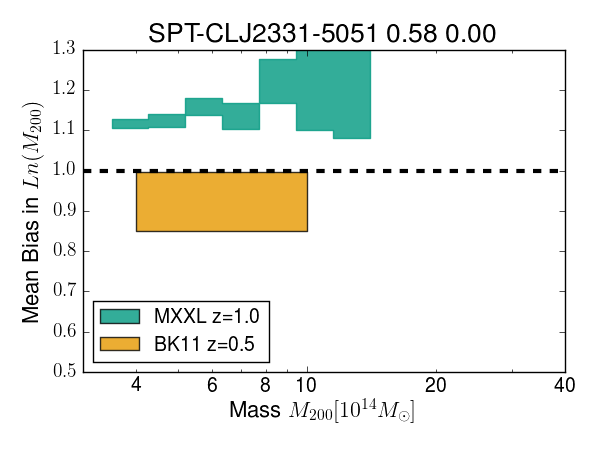 SPT-CLJ2331-5051 0.58 0.00
1.3
1.2
1.1
1.0
0.9
0.8
0.7
0.6
0.5
Mean Bias in Ln(M₂₀₀)
MXXL z=1.0
BK11 z=0.5
4 6 8 10 20 40
Mass M₂₀₀[10¹⁴M☉]